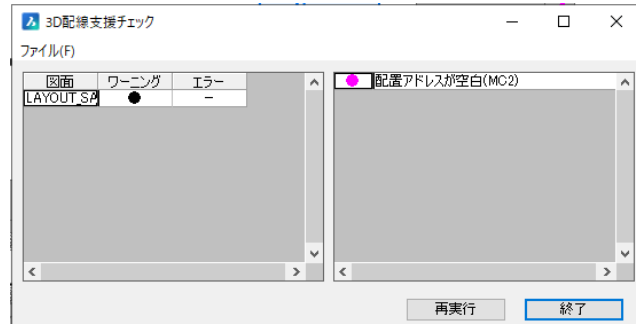 3D配線支援チェック
ファイル(F)
図面 ワーニング エラー
LAYOUT_SA ● −
● 配置アドレスが空白(MC2)
再実行 終了